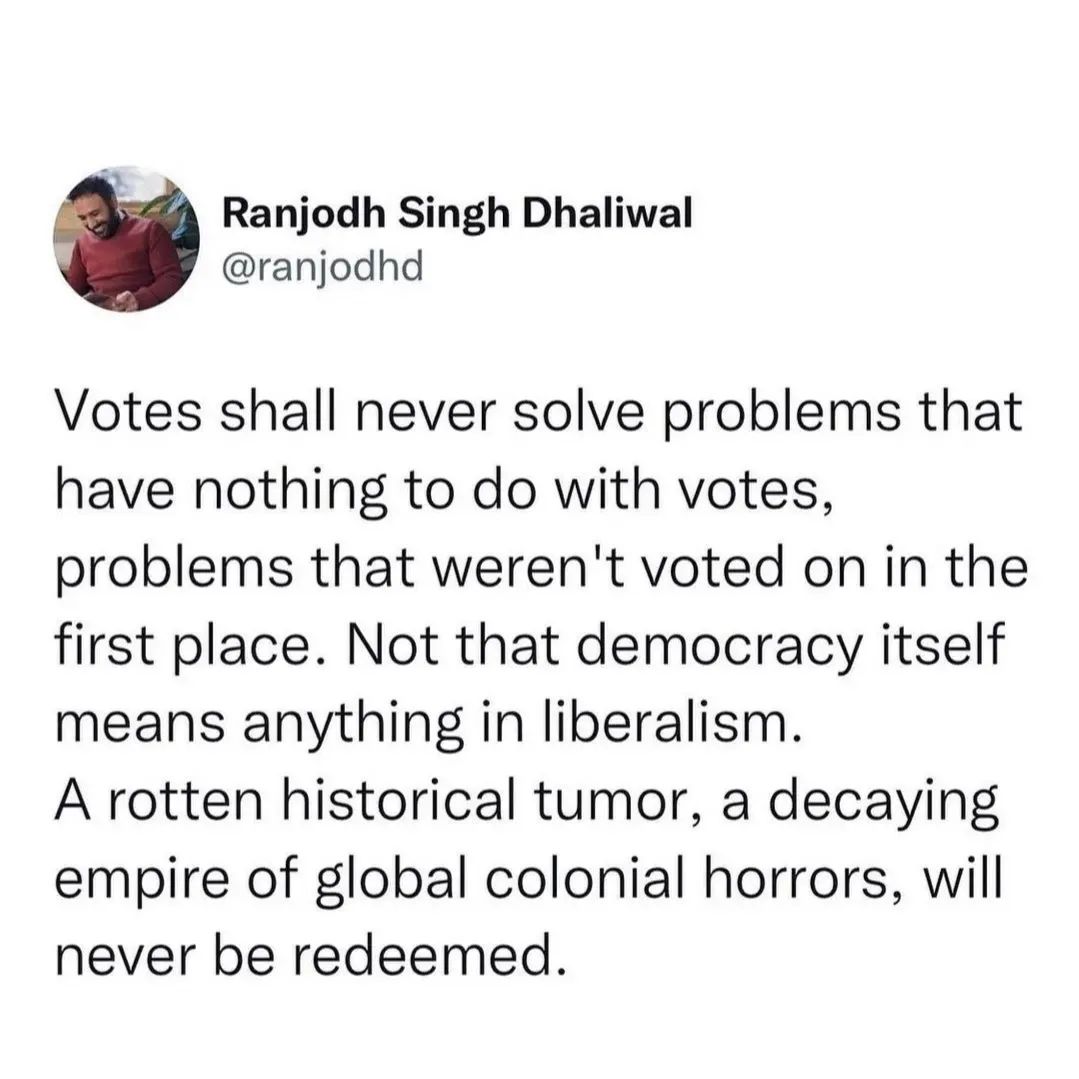 Ranjodh Singh Dhaliwal
@ranjodhd
Votes shall never solve problems that
have nothing to do with votes,
problems that weren't voted on in the
first place. Not that democracy itself
means anything in liberalism.
A rotten historical tumor, a decaying
empire of global colonial horrors, will
never be redeemed.